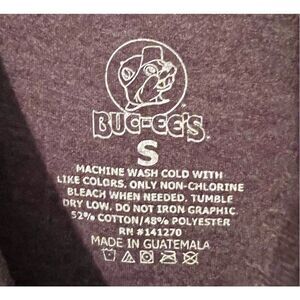 BUC-EE'S
S
MACHINE WASH COLD WITH
LIKE COLORS. ONLY NON-CHLORINE
BLEACH WHEN NEEDED. TUMBLE
DRY LOW. DO NOT IRON GRAPHIC.
52% COTTON/48% POLYESTER
RN #141270
MADE IN GUATEMALA